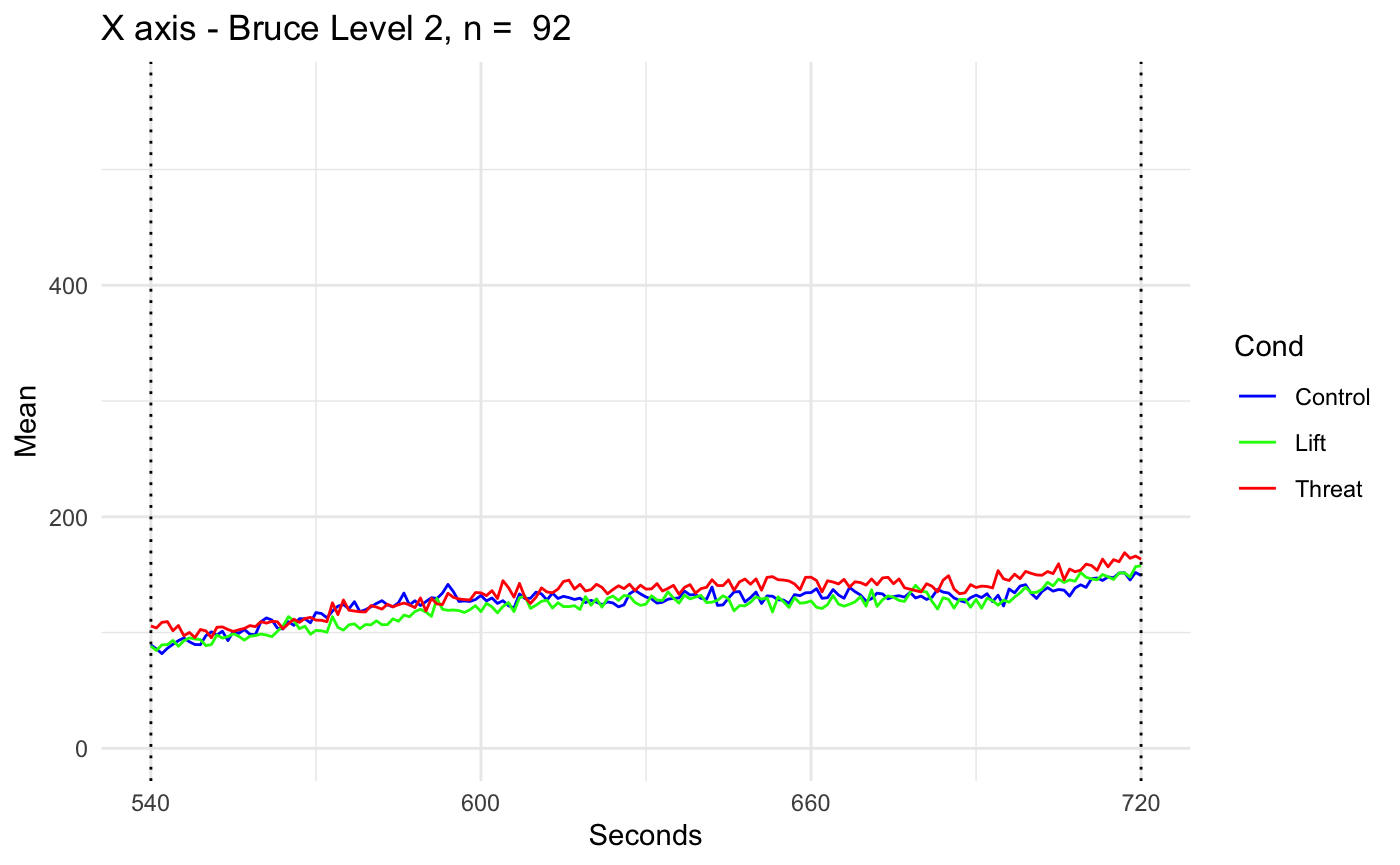 X axis - Bruce Level 2, n =  92
Mean
400
200
0
540
600
660
720
Seconds
Cond
Control
Lift
Threat